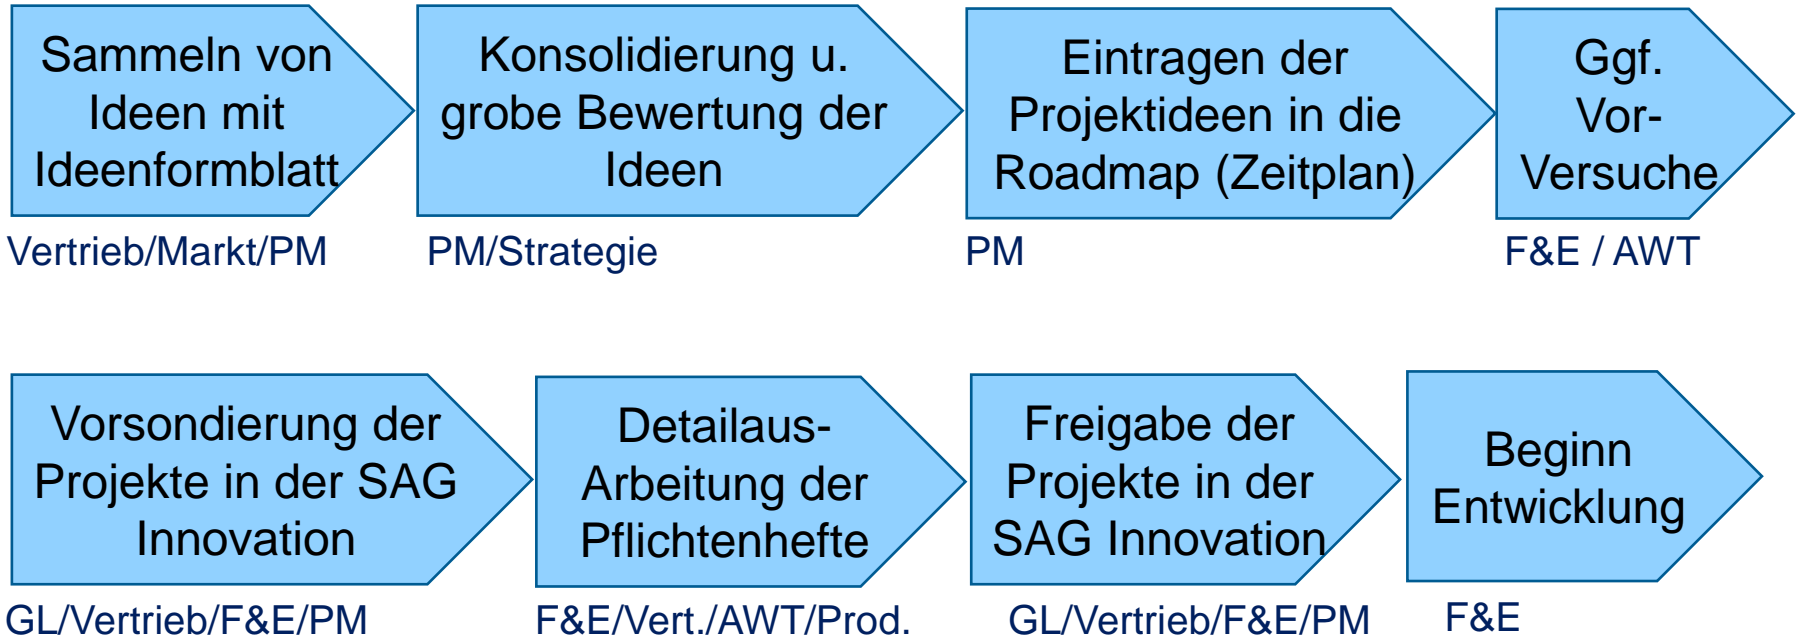 Sammeln von
Ideen mit
Ideenformblatt
Konsolidierung u.
grobe Bewertung der
Ideen
Eintragen der
Projektideen in die
Roadmap (Zeitplan)
Ggf.
Vor-
Versuche
Vertrieb/Markt/PM
PM/Strategie
PM
F&E / AWT
Vorsondierung der
Projekte in der SAG
Innovation
Detailaus-
Arbeitung der
Pflichtenhefte
Freigabe der
Projekte in der
SAG Innovation
Beginn
Entwicklung
GL/Vertrieb/F&E/PM
F&E/Vert./AWT/Prod.
GL/Vertrieb/F&E/PM
F&E